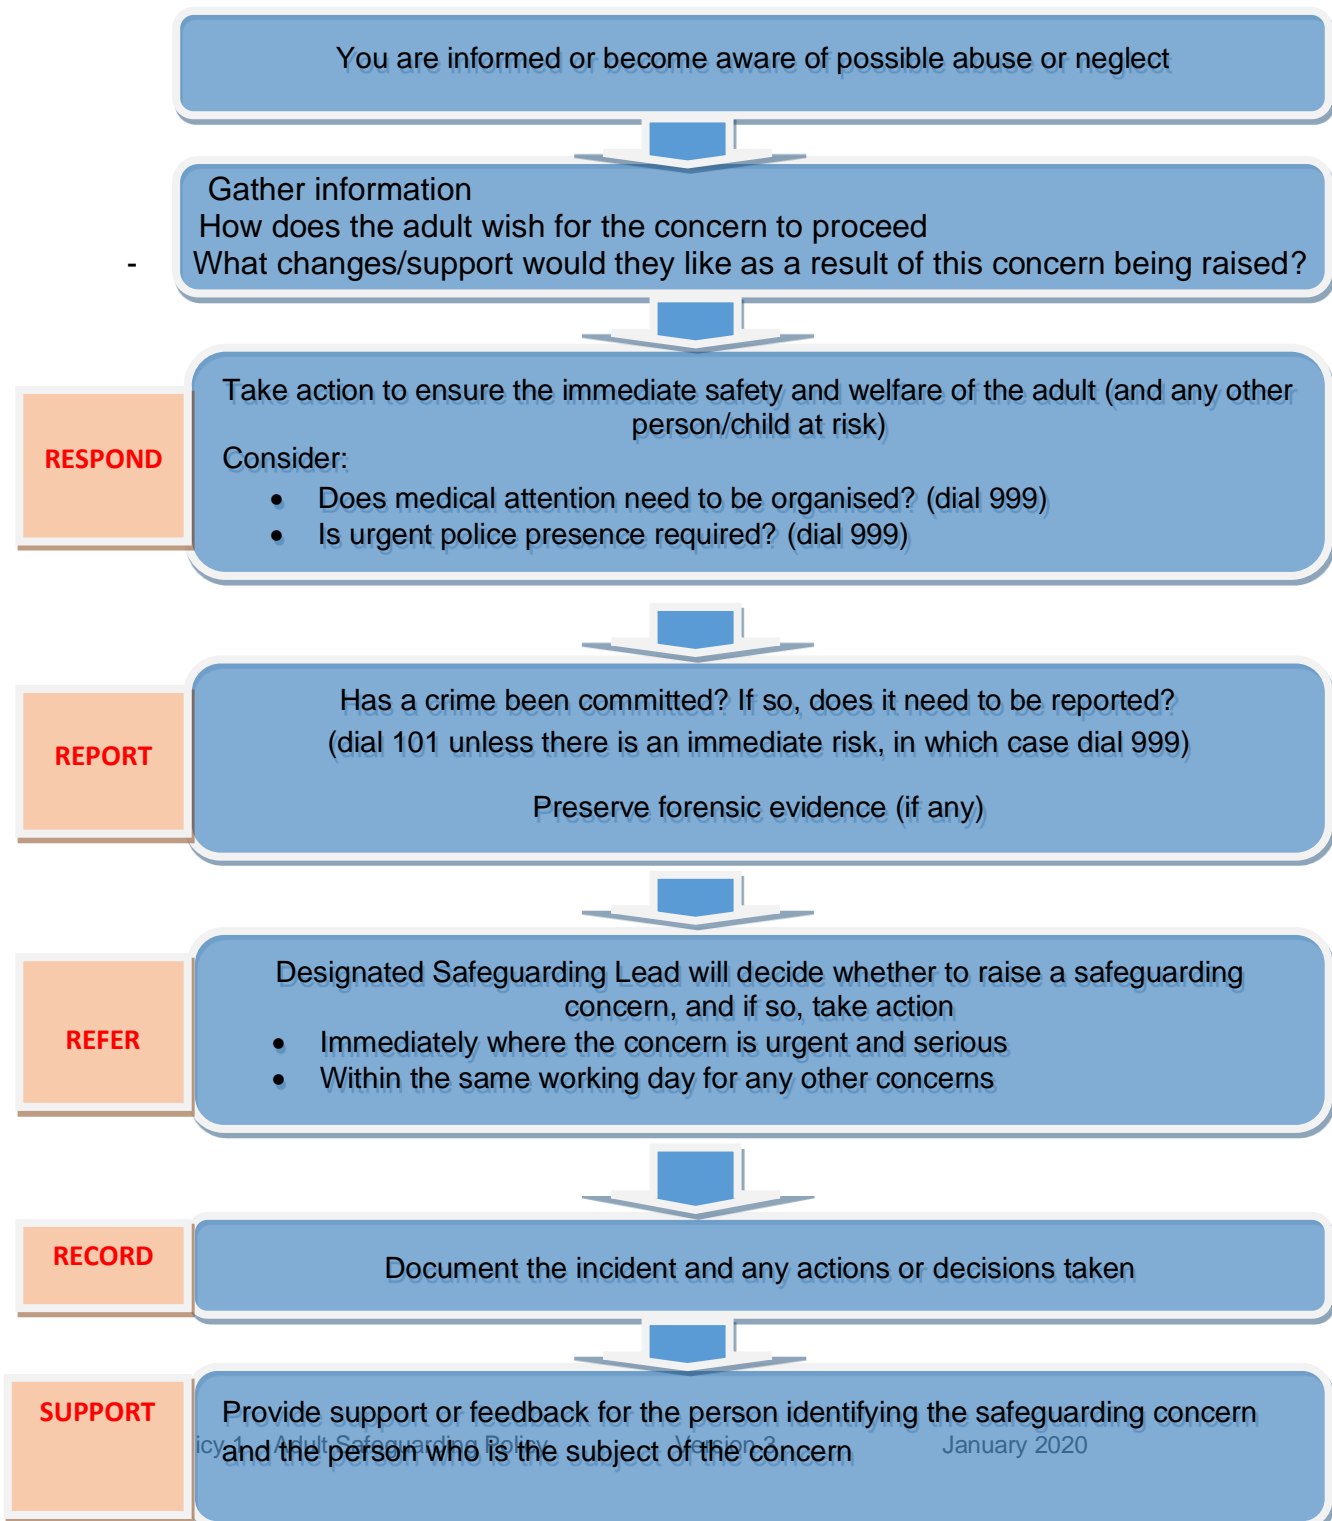 You are informed or become aware of possible abuse or neglect
Gather information
How does the adult wish for the concern to proceed
- What changes/support would they like as a result of this concern being raised?
RESPOND
Take action to ensure the immediate safety and welfare of the adult (and any other
person/child at risk)
Consider:
• Does medical attention need to be organised? (dial 999)
• Is urgent police presence required? (dial 999)
REPORT
Has a crime been committed? If so, does it need to be reported?
(dial 101 unless there is an immediate risk, in which case dial 999)
Preserve forensic evidence (if any)
REFER
Designated Safeguarding Lead will decide whether to raise a safeguarding
concern, and if so, take action
• Immediately where the concern is urgent and serious
• Within the same working day for any other concerns
RECORD
Document the incident and any actions or decisions taken
SUPPORT
Provide support or feedback for the person identifying the safeguarding concern
and the person who is the subject of the concern
icy 1 Adult Safeguarding Policy Version 3 January 2020